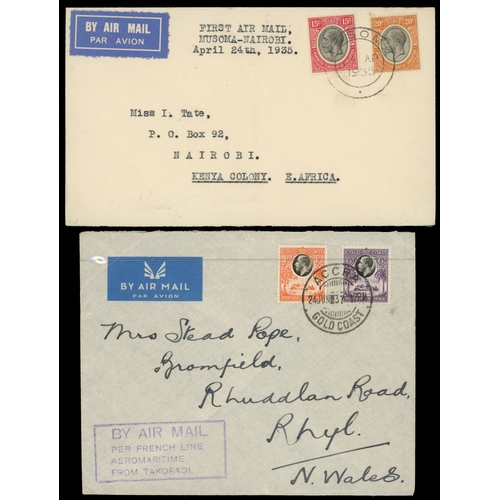 BY AIR MAIL
PAR AVION
FIRST AIR MAIL,
MUSOMA-NAIROBI.
April 24th, 1935.
15c 15c
20c 20c
Miss I. Tate,
P. O. Box 92,
NAIROBI.
KENYA COLONY. E.AFRICA.
BY AIR MAIL
PAR AVION
GOLD COAST
ACCRA
GOLD COAST
Mrs Stead Pope,
Bromfield,
Rhuddlan Road,
Rhyl.
N. Wales.
BY AIR MAIL
PER FRENCH LINE
AEROMARITIME
FROM TAKORADI.